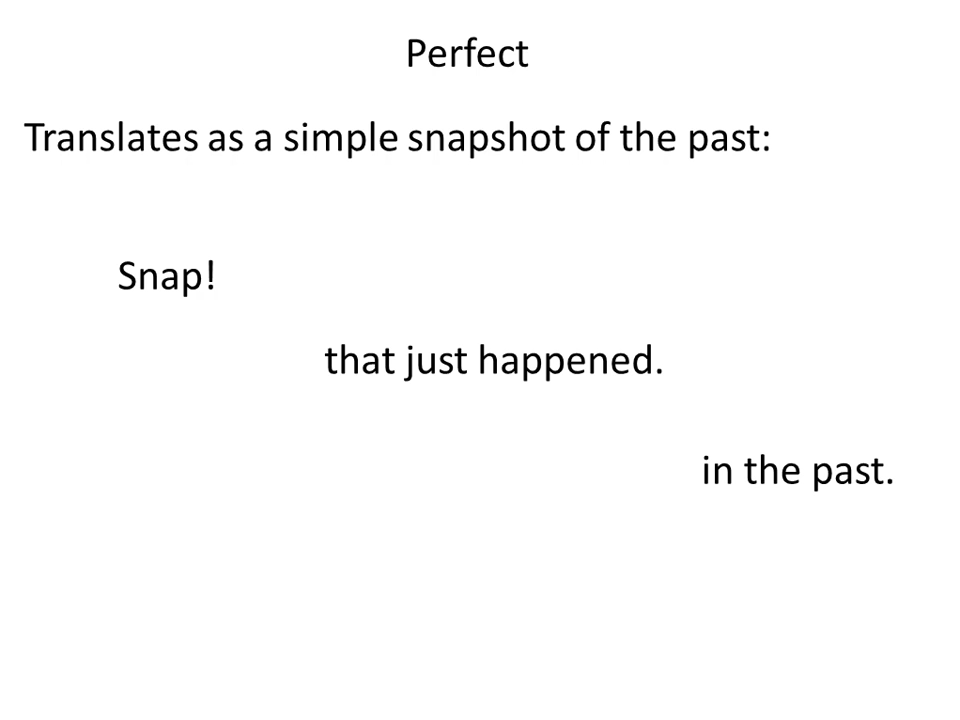 Perfect
Translates as a simple snapshot of the past:
Snap!
that just happened.
in the past.